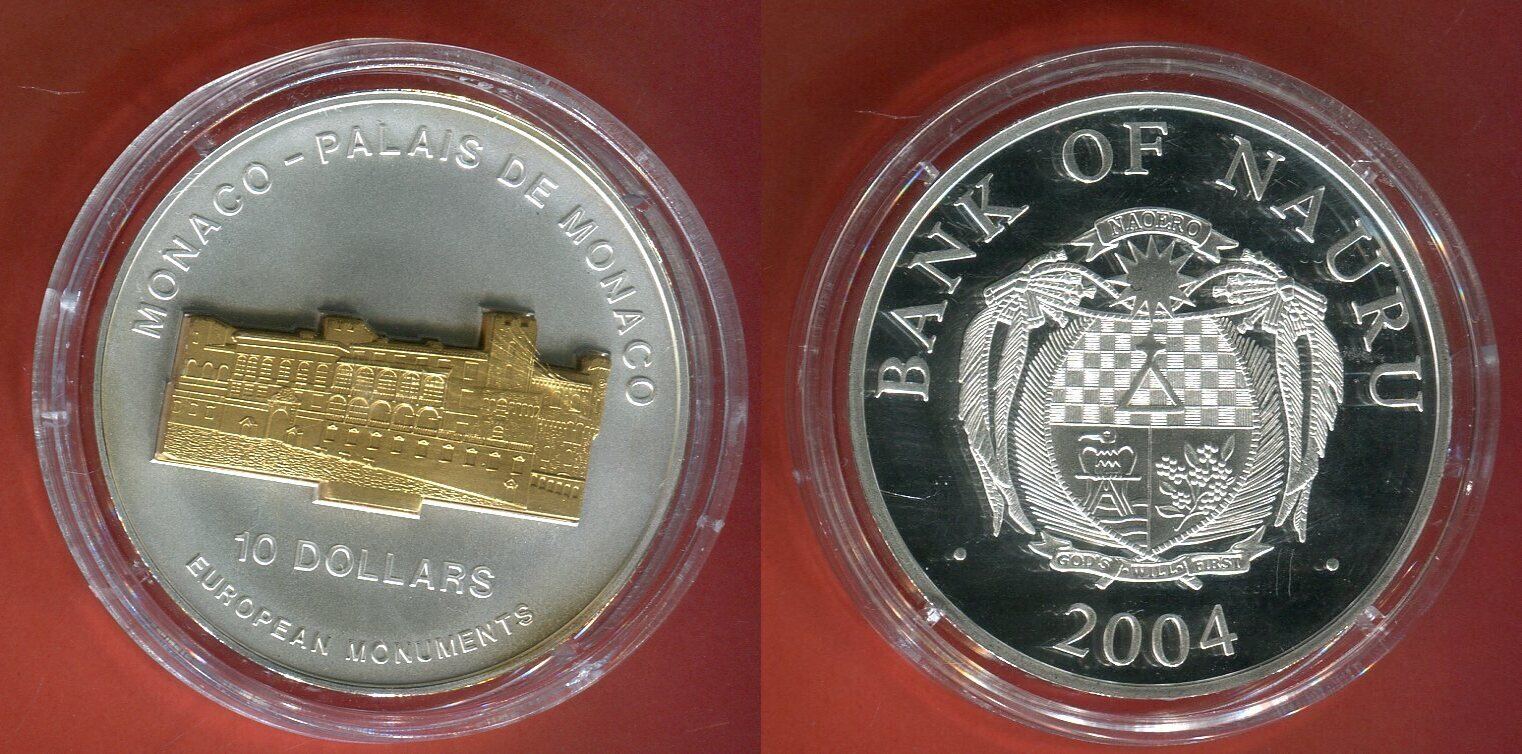 MONACO – PALAIS DE MONACO
10 DOLLARS
EUROPEAN MONUMENTS
BANK OF NAURU
NAOERO
GOD'S WILL FIRST
2004